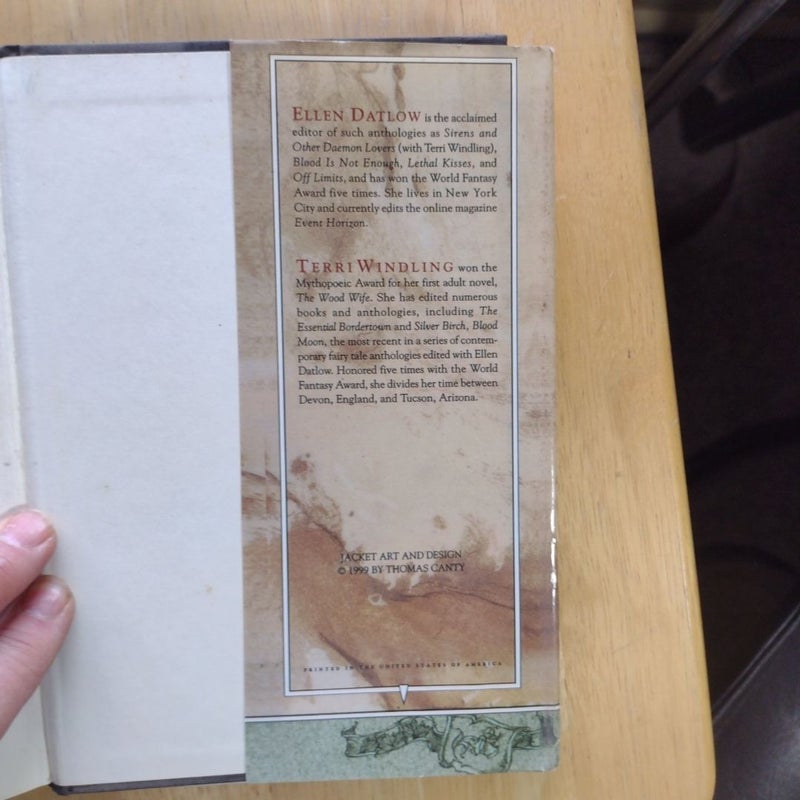 ELLEN DATLOW is the acclaimed
editor of such anthologies as Sirens and
Other Daemon Lovers (with Terri Windling),
Blood Is Not Enough, Lethal Kisses, and
Off Limits, and has won the World Fantasy
Award five times. She lives in New York
City and currently edits the online magazine
Event Horizon.
TERRI WINDLING won the
Mythopoeic Award for her first adult novel,
The Wood Wife. She has edited numerous
books and anthologies, including The
Essential Bordertown and Silver Birch, Blood
Moon, the most recent in a series of contem-
porary fairy tale anthologies edited with Ellen
Datlow. Honored five times with the World
Fantasy Award, she divides her time between
Devon, England, and Tucson, Arizona.
JACKET ART AND DESIGN
© 1999 BY THOMAS CANTY
PRINTED IN THE UNITED STATES OF AMERICA